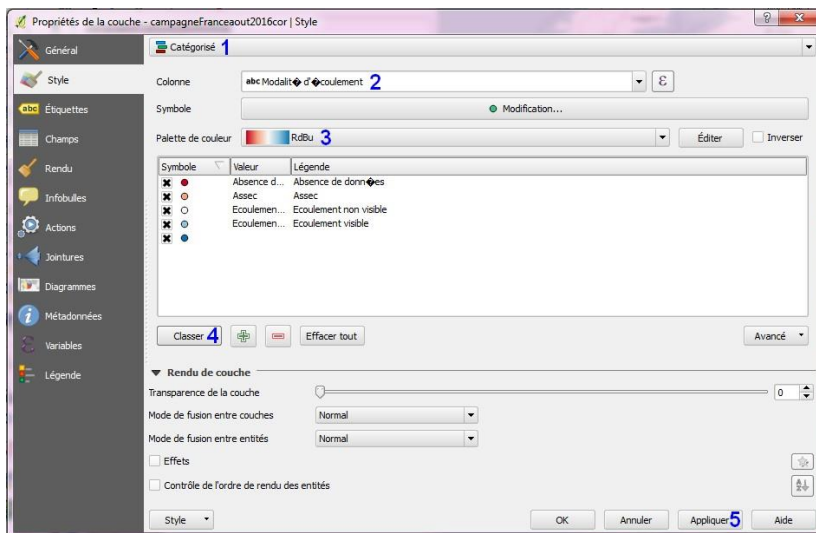 Propriétés de la couche - campagneFranceaout2016cor | Style
Général
Style
Étiquettes
Champs
Rendu
Infobulles
Actions
Jointures
Diagrammes
Métadonnées
Variables
Légende
Catégorisé 1
Colonne abc Modalit� d'�coulement 2 ε
Symbole Modification...
Palette de couleur RdBu 3 Éditer Inverser
Symbole Valeur Légende
Absence d... Absence de donn�es
Assec Assec
Ecoulemen... Ecoulement non visible
Ecoulemen... Ecoulement visible
Classer 4 Effacer tout Avancé
Rendu de couche
Transparence de la couche 0
Mode de fusion entre couches Normal
Mode de fusion entre entités Normal
Effets
Contrôle de l'ordre de rendu des entités
Style OK Annuler Appliquer 5 Aide